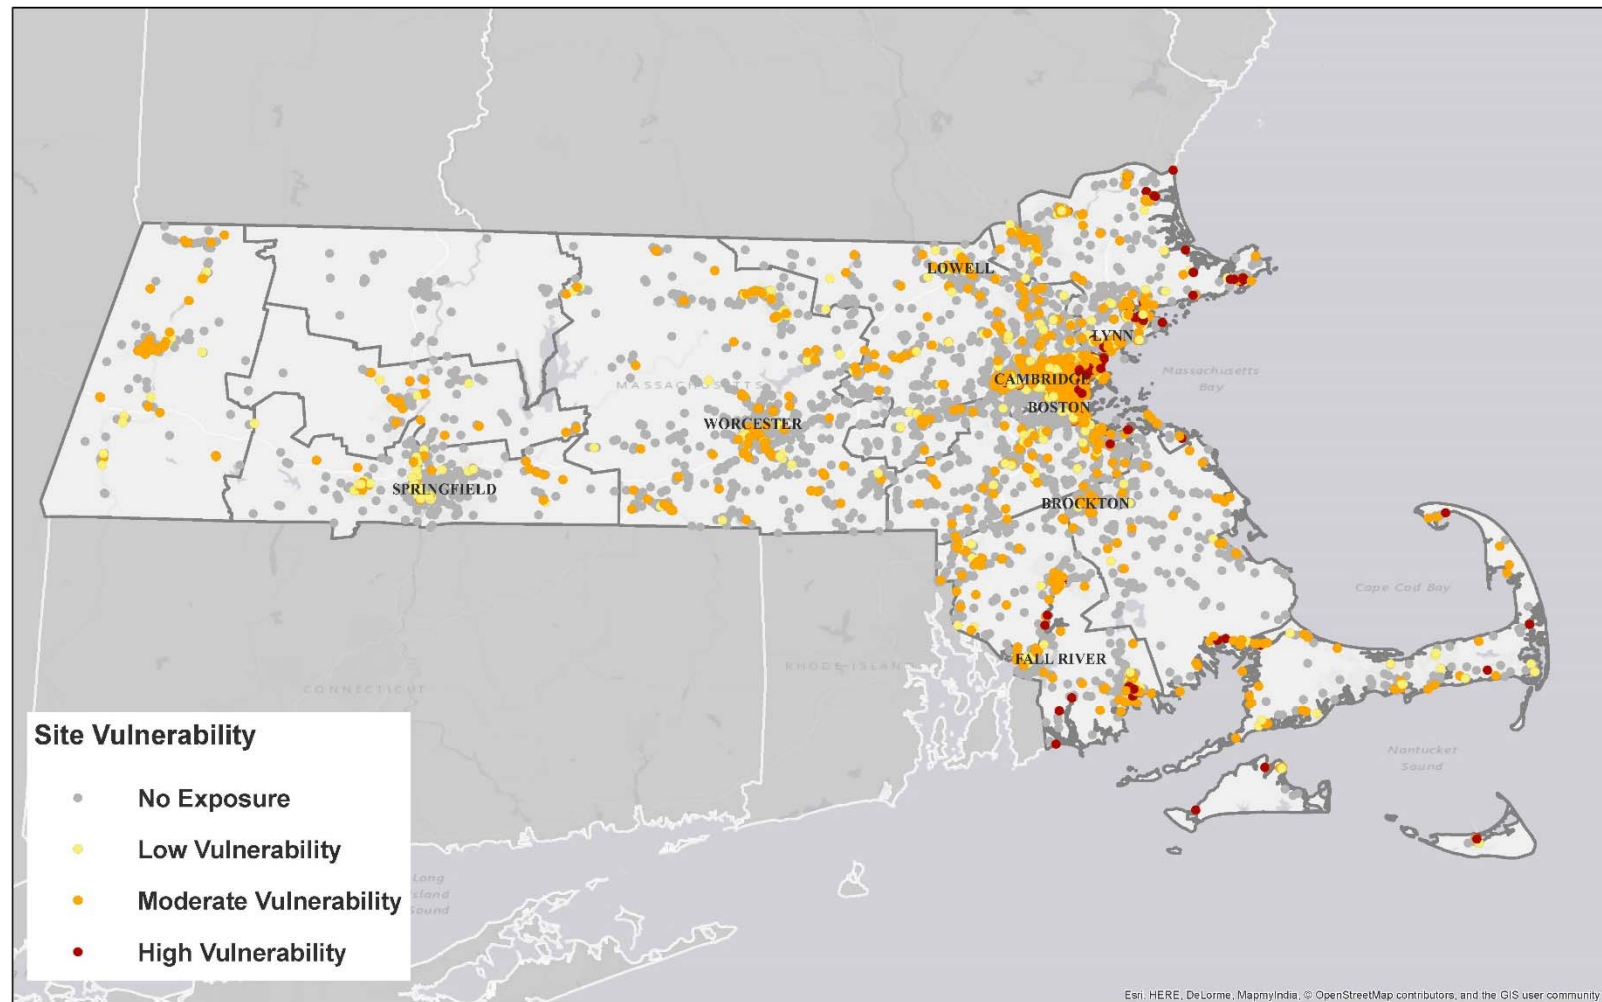 LOWELL
LYNN
Massachusetts
Bay
CAMBRIDGE
MASSACHUSETTS
BOSTON
WORCESTER
SPRINGFIELD
BROCKTON
Cape Cod Bay
FALL RIVER
RHODE ISLAND
CONNECTICUT
Nantucket
Sound
Site Vulnerability
No Exposure
Low Vulnerability
Moderate Vulnerability
High Vulnerability
Long
Island
Sound
Esri, HERE, DeLorme, MapmyIndia, © OpenStreetMap contributors, and the GIS user community